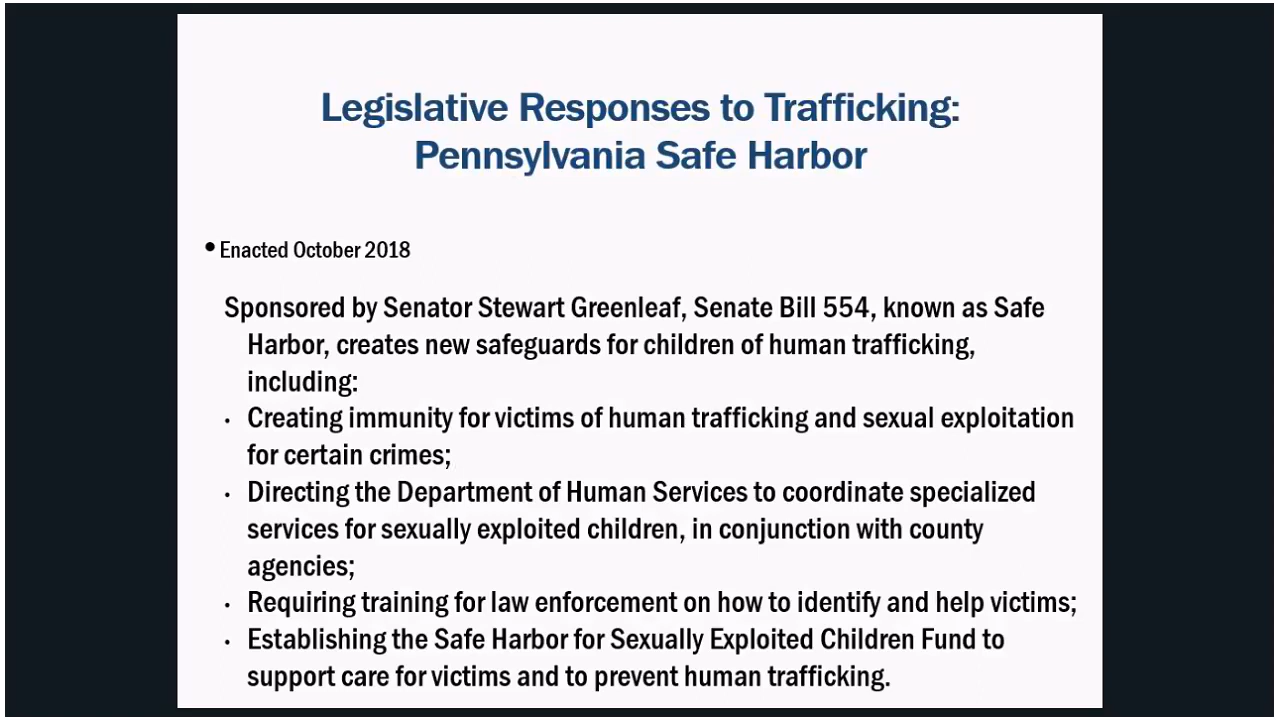 Legislative Responses to Trafficking:
Pennsylvania Safe Harbor
• Enacted October 2018
Sponsored by Senator Stewart Greenleaf, Senate Bill 554, known as Safe
Harbor, creates new safeguards for children of human trafficking,
including:
• Creating immunity for victims of human trafficking and sexual exploitation
for certain crimes;
• Directing the Department of Human Services to coordinate specialized
services for sexually exploited children, in conjunction with county
agencies;
• Requiring training for law enforcement on how to identify and help victims;
• Establishing the Safe Harbor for Sexually Exploited Children Fund to
support care for victims and to prevent human trafficking.